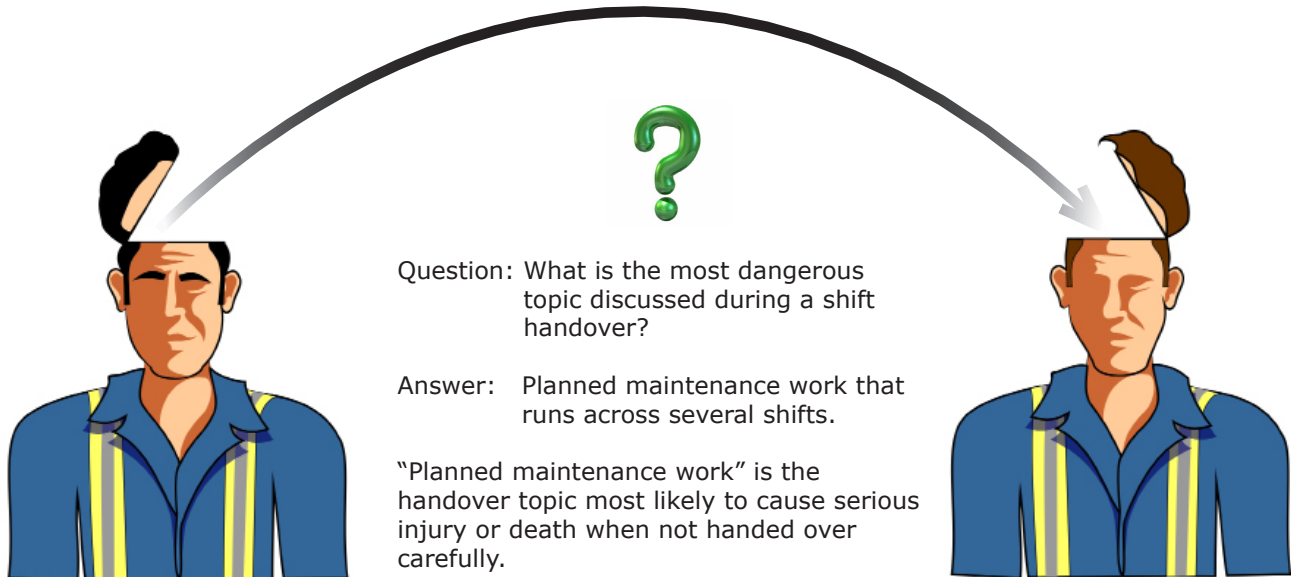 ?
Question: What is the most dangerous
topic discussed during a shift
handover?
Answer: Planned maintenance work that
runs across several shifts.
“Planned maintenance work” is the
handover topic most likely to cause serious
injury or death when not handed over
carefully.